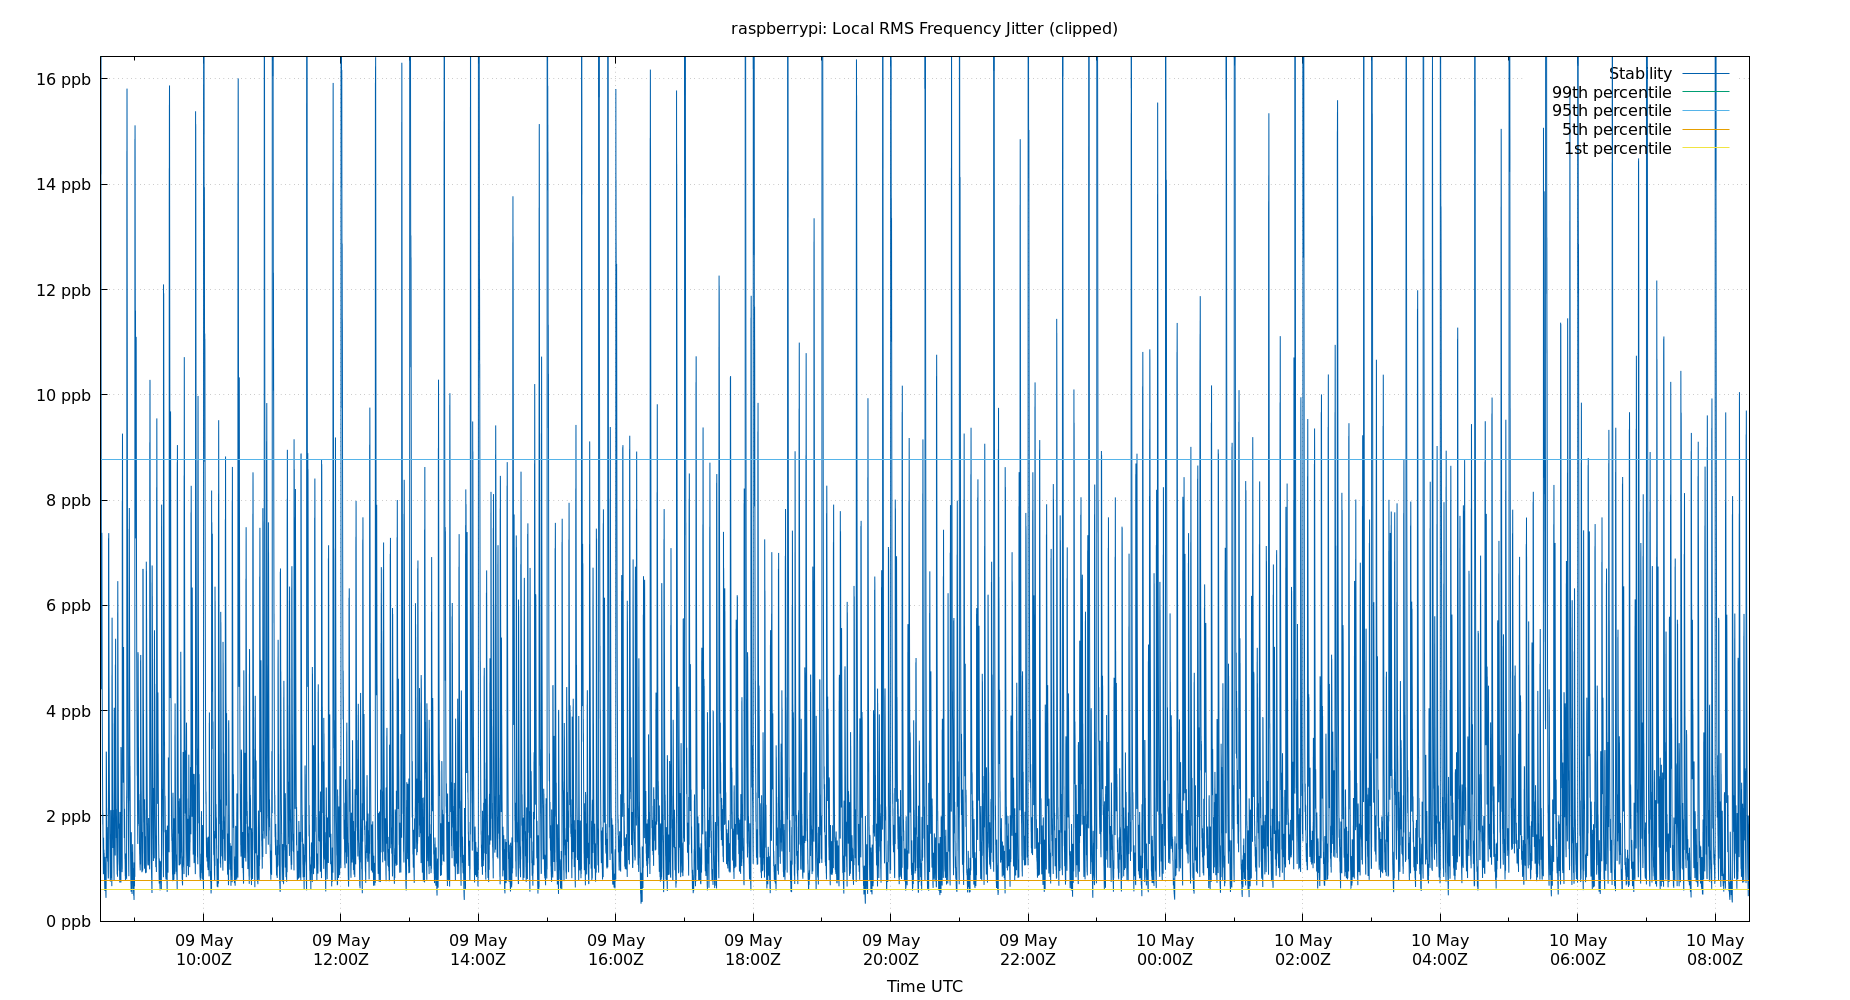 raspberrypi: Local RMS Frequency Jitter (clipped)
16 ppb
14 ppb
12 ppb
10 ppb
8 ppb
6 ppb
4 ppb
2 ppb
0 ppb
Stability
99th percentile
95th percentile
5th percentile
1st percentile
09 May 09 May 09 May 09 May 09 May 09 May 09 May 10 May 10 May 10 May 10 May 10 May
10:00Z 12:00Z 14:00Z 16:00Z 18:00Z 20:00Z 22:00Z 00:00Z 02:00Z 04:00Z 06:00Z 08:00Z
Time UTC